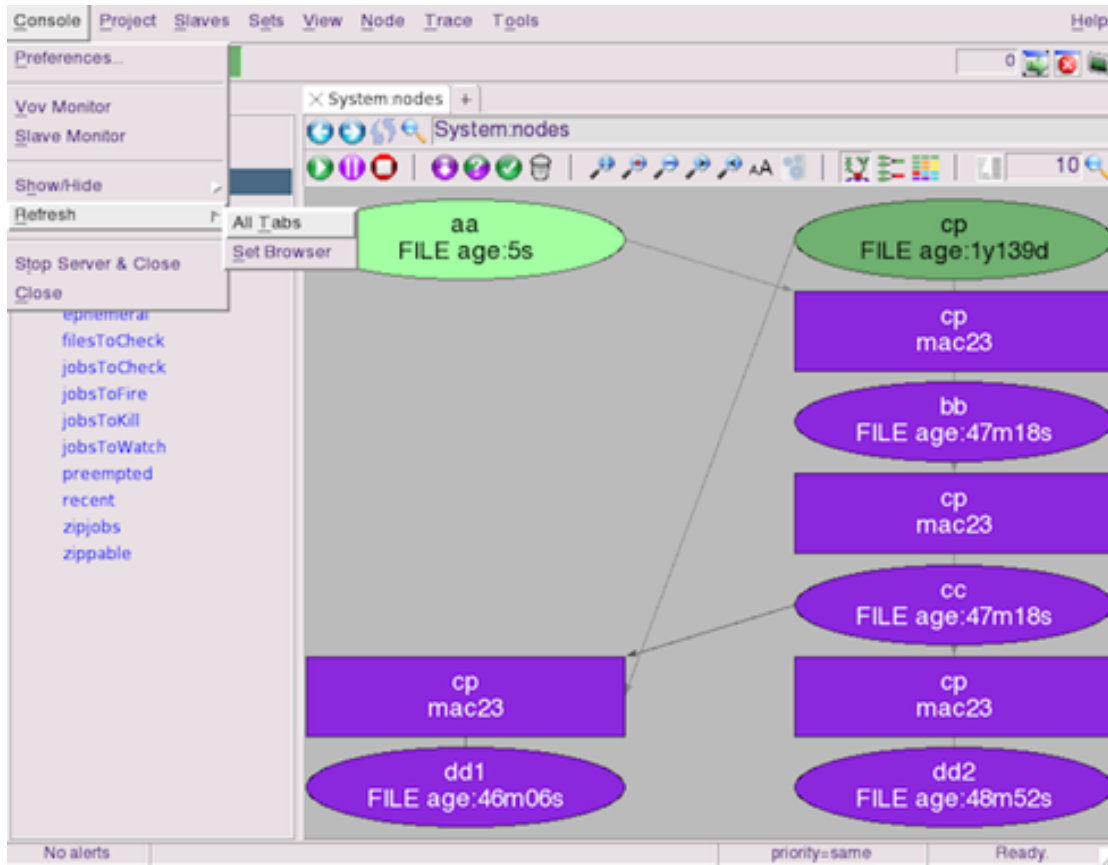 Console Project Slaves Sets View Node Trace Tools Help
Preferences...
0
Vov Monitor
Slave Monitor
Show/Hide
Refresh
All Tabs
Set Browser
Stop Server & Close
Close
ephemeral
filesToCheck
jobsToCheck
jobsToFire
jobsToKill
jobsToWatch
preempted
recent
zipjobs
zippable
System:nodes +
System:nodes
AA 10
aa
FILE age:5s
cp
FILE age:1y139d
cp
mac23
bb
FILE age:47m18s
cp
mac23
cc
FILE age:47m18s
cp
mac23
cp
mac23
dd1
FILE age:46m06s
dd2
FILE age:48m52s
No alerts priority=same Ready.